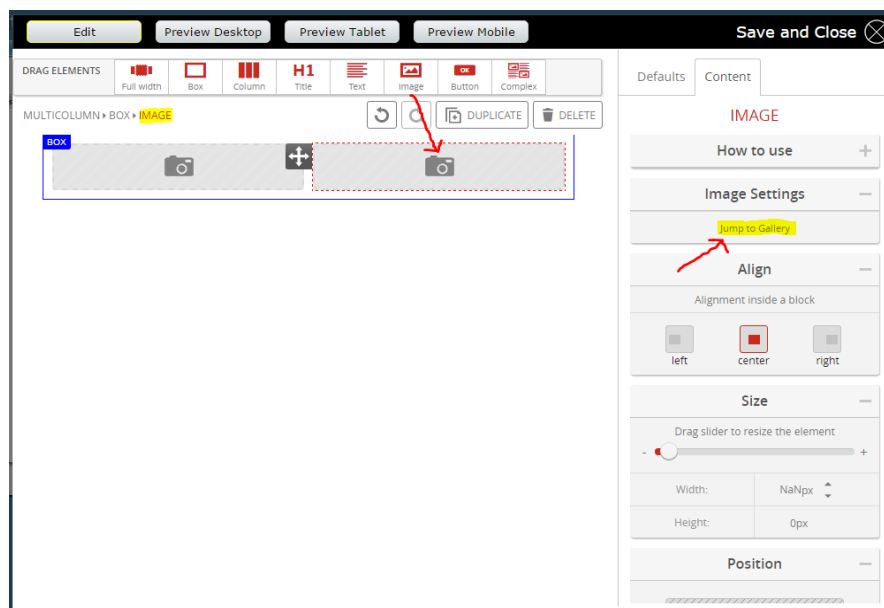 Edit Preview Desktop Preview Tablet Preview Mobile Save and Close
DRAG ELEMENTS
Full width Box Column H1 Title Text Image OK Button Complex
MULTICOLUMN BOX IMAGE
DUPLICATE DELETE
BOX
Defaults Content
IMAGE
How to use
Image Settings
Jump to Gallery
Align
Alignment inside a block
left center right
Size
Drag slider to resize the element
- +
Width: NaNpx
Height: 0px
Position